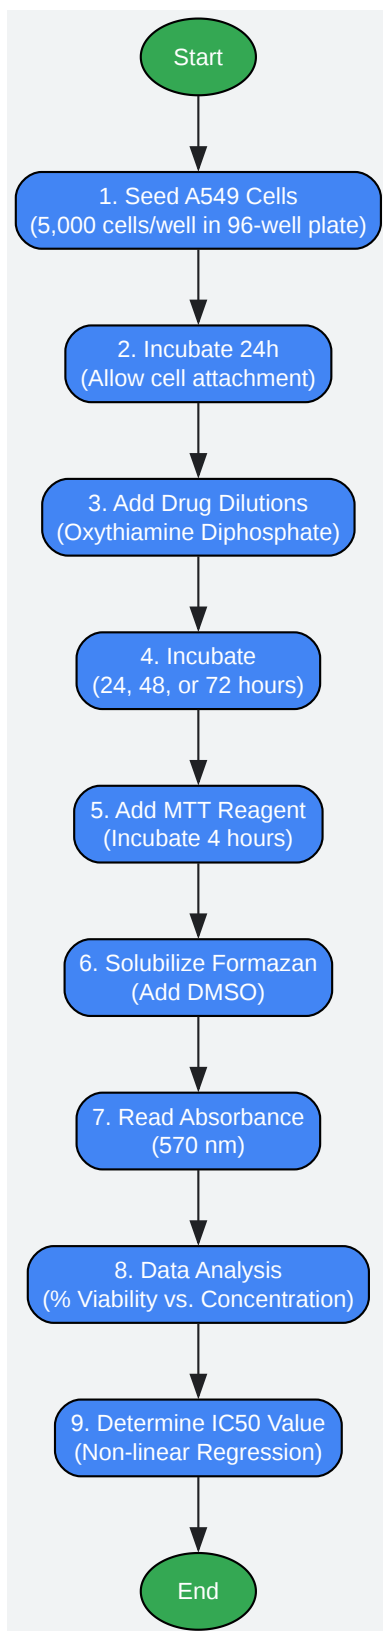 Start
1. Seed A549 Cells
(5,000 cells/well in 96-well plate)
2. Incubate 24h
(Allow cell attachment)
3. Add Drug Dilutions
(Oxythiamine Diphosphate)
4. Incubate
(24, 48, or 72 hours)
5. Add MTT Reagent
(Incubate 4 hours)
6. Solubilize Formazan
(Add DMSO)
7. Read Absorbance
(570 nm)
8. Data Analysis
(% Viability vs. Concentration)
9. Determine IC50 Value
(Non-linear Regression)
End